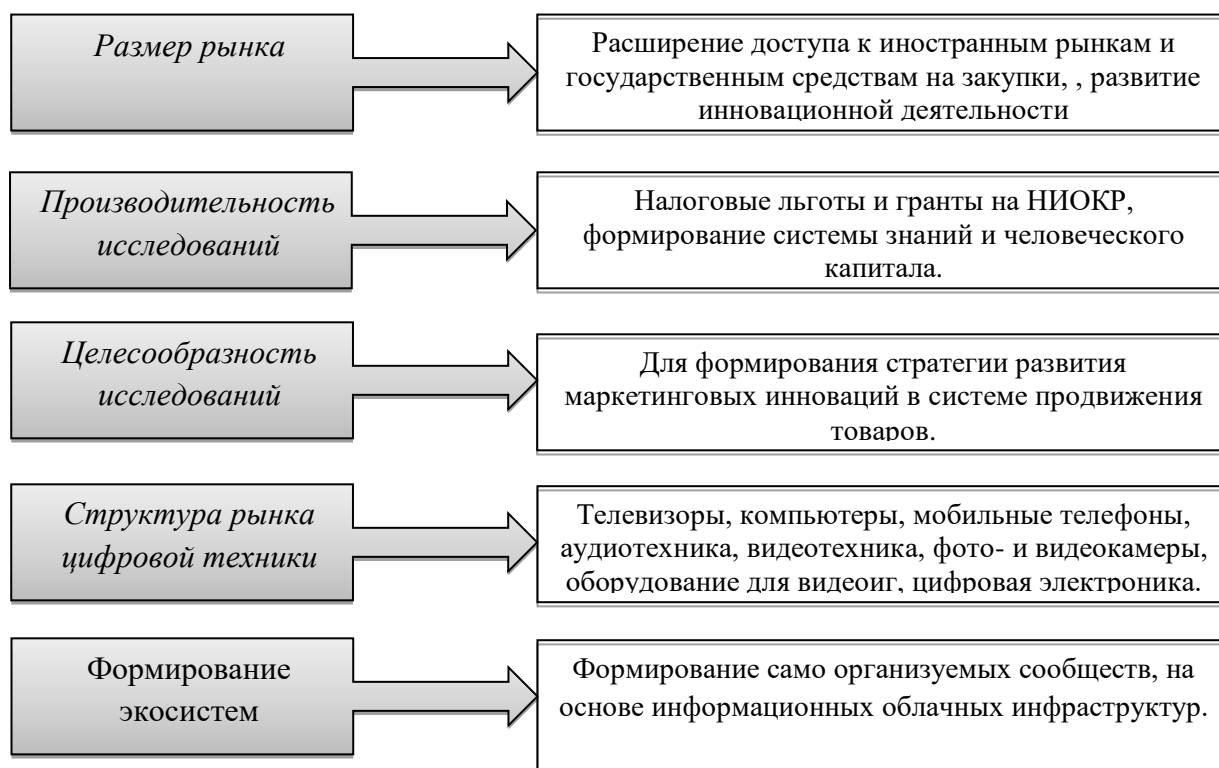 Размер рынка
Расширение доступа к иностранным рынкам и
государственным средствам на закупки, , развитие
инновационной деятельности
Производительность
исследований
Налоговые льготы и гранты на НИОКР,
формирование системы знаний и человеческого
капитала.
Целесообразность
исследований
Для формирования стратегии развития
маркетинговых инноваций в системе продвижения
товаров.
Структура рынка
цифровой техники
Телевизоры, компьютеры, мобильные телефоны,
аудиотехника, видеотехника, фото- и видеокамеры,
оборудование для видеоиг, цифровая электроника.
Формирование
экосистем
Формирование само организуемых сообществ, на
основе информационных облачных инфраструктур.